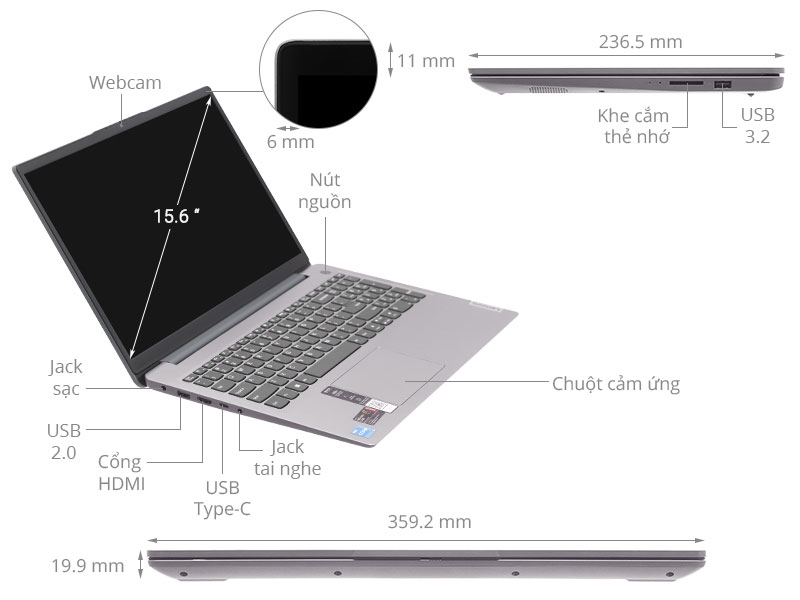 Webcam
11 mm
6 mm
236.5 mm
Khe cắm
thẻ nhớ
USB
3.2
Nút
nguồn
15.6 “
Jack
sạc
USB
2.0
Cổng
HDMI
USB
Type-C
Jack
tai nghe
Chuột cảm ứng
359.2 mm
19.9 mm